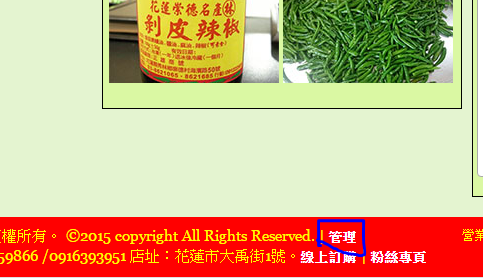 花蓮崇德名產
剝皮辣椒
權所有。 ©2015 copyright All Rights Reserved. | 管理
營業
59866 /0916393951 店址：花蓮市大禹街1號。線上訂購 | 粉絲專頁